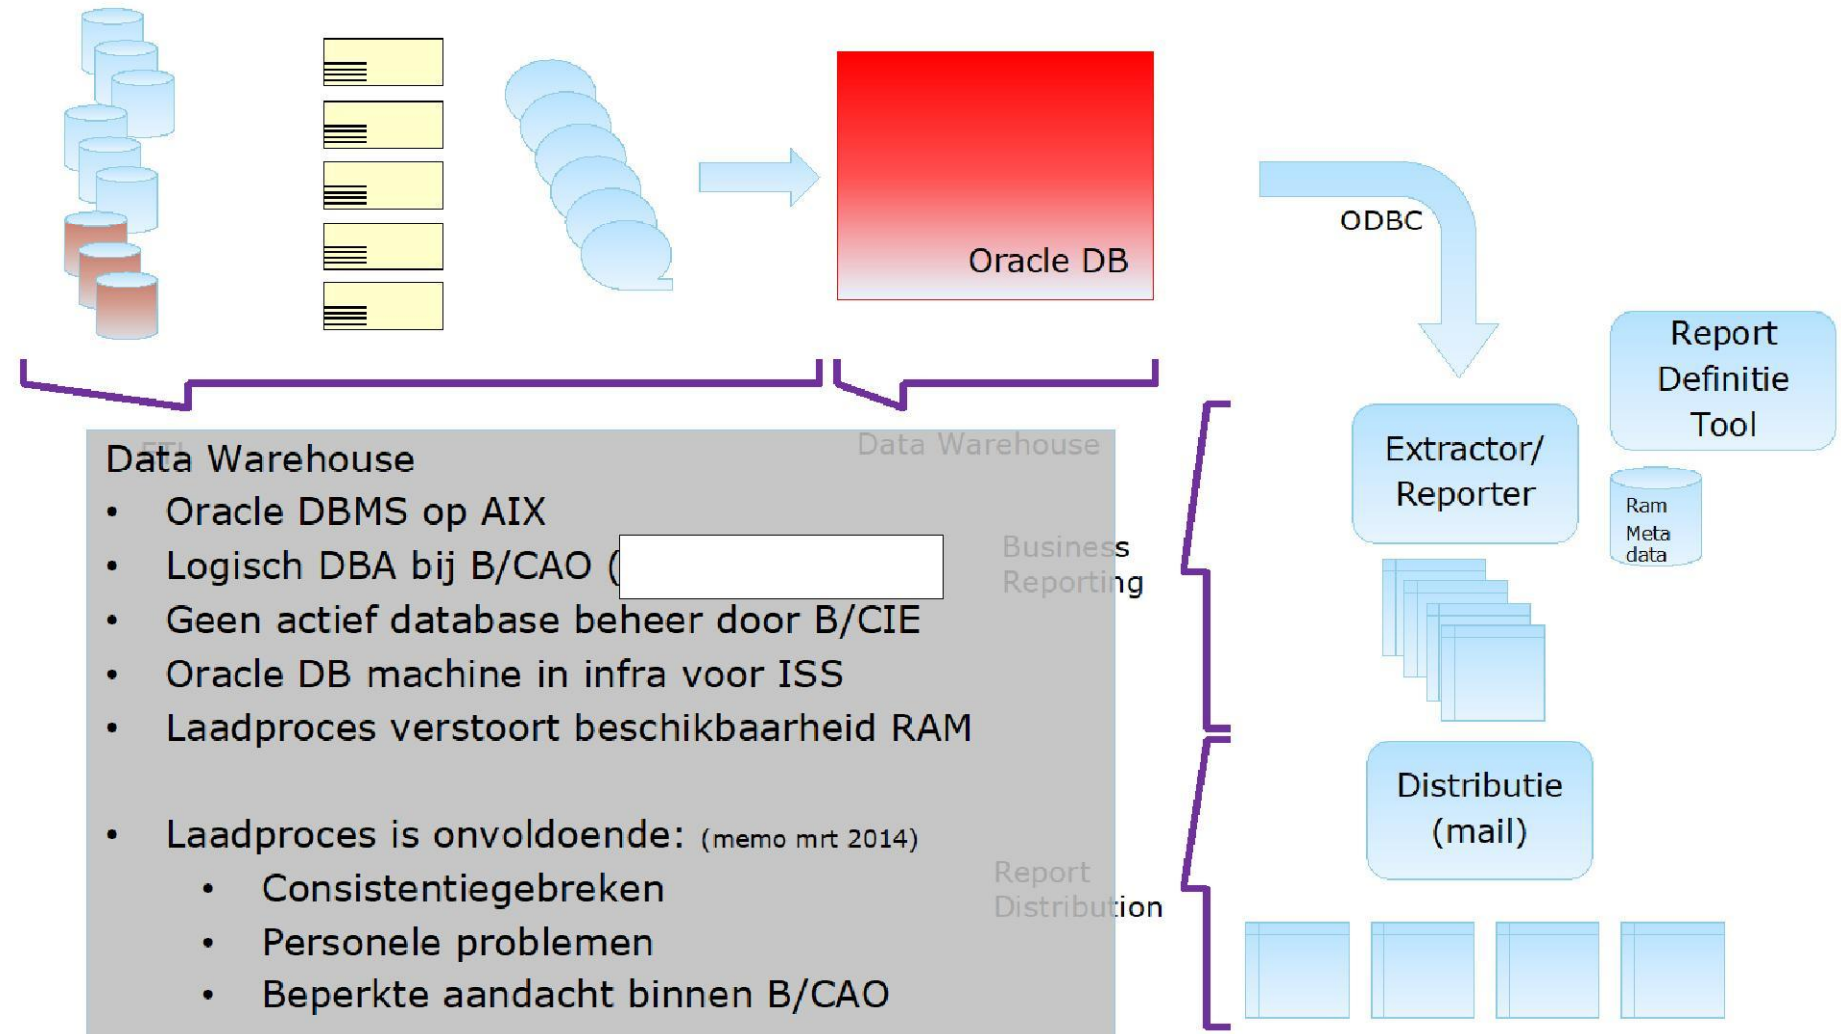 Oracle DB
ODBC
Report
Definitie
Tool
Extractor/
Reporter
Ram
Meta
data
ETL
Data Warehouse
Data Warehouse
• Oracle DBMS op AIX
• Logisch DBA bij B/CAO (
• Geen actief database beheer door B/CIE
• Oracle DB machine in infra voor ISS
• Laadproces verstoort beschikbaarheid RAM
• Laadproces is onvoldoende: (memo mrt 2014)
• Consistentiegebreken
• Personele problemen
• Beperkte aandacht binnen B/CAO
Business
Reporting
Distributie
(mail)
Report
Distribution